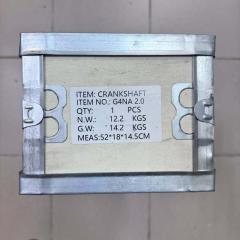 ITEM: CRANKSHAFT
ITEM NO.: G4NA 2.0
QTY: 1 PCS
N.W.: 12.2 KGS
G.W.: 14.2 KGS
MEAS:52*18*14.5CM